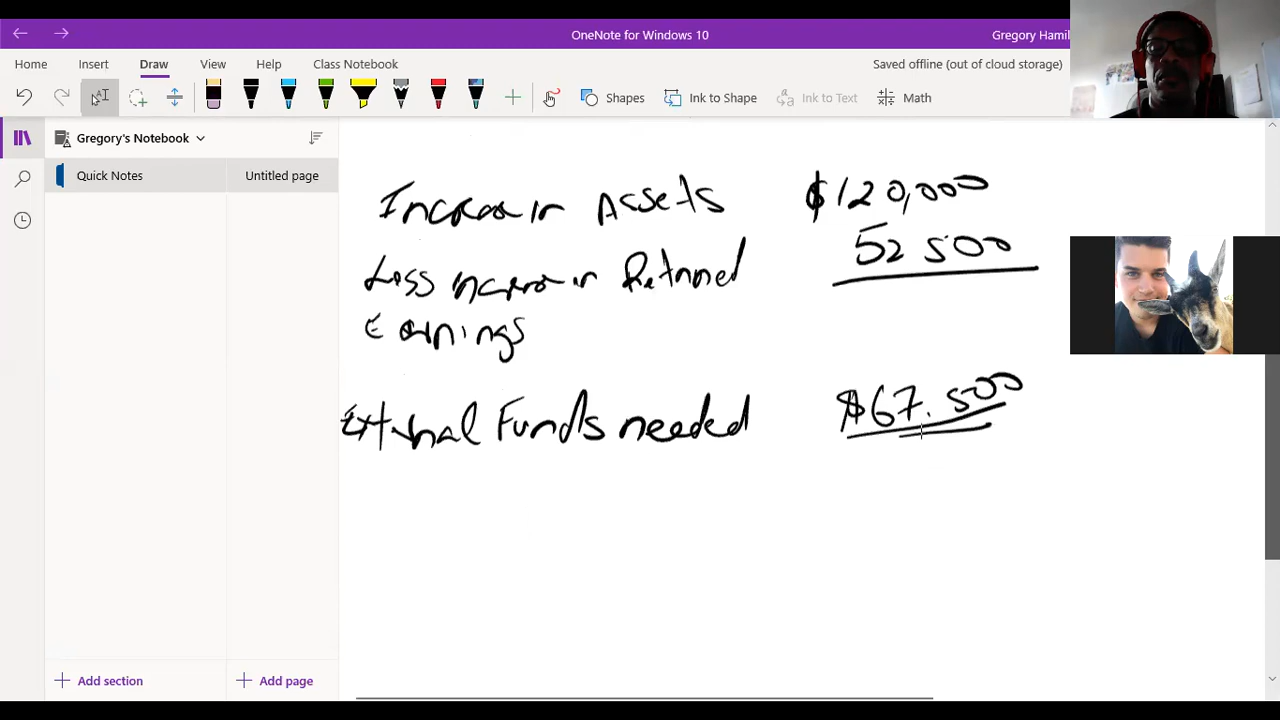 OneNote for Windows 10
Gregory Hamil
Home
Insert
Draw
View
Help
Class Notebook
Saved offline (out of cloud storage)
Shapes
Ink to Shape
Ink to Text
Math
Gregory's Notebook
Quick Notes
Untitled page
Increase in Assets $120,000
Less increase in Retained 52 500
Earnings
External Funds needed $67.500
Add section
Add page